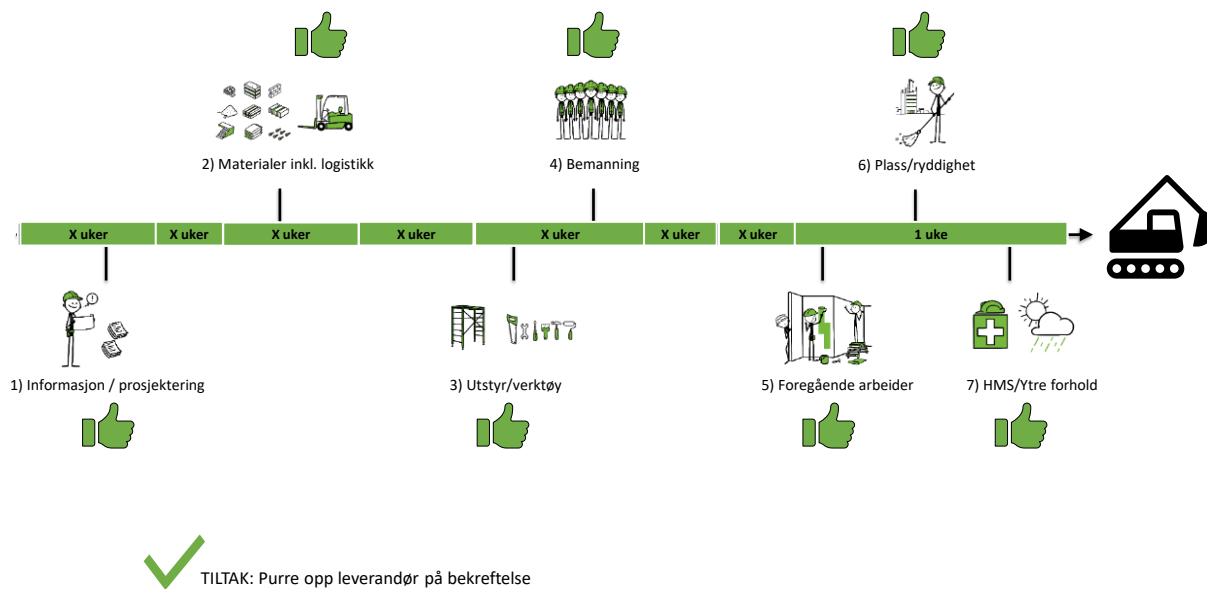 2) Materialer inkl. logistikk
4) Bemanning
6) Plass/ryddighet
X uker
X uker
X uker
X uker
X uker
X uker
X uker
1 uke
1) Informasjon / prosjektering
3) Utstyr/verktøy
5) Foregående arbeider
7) HMS/Ytre forhold
TILTAK: Purre opp leverandør på bekreftelse